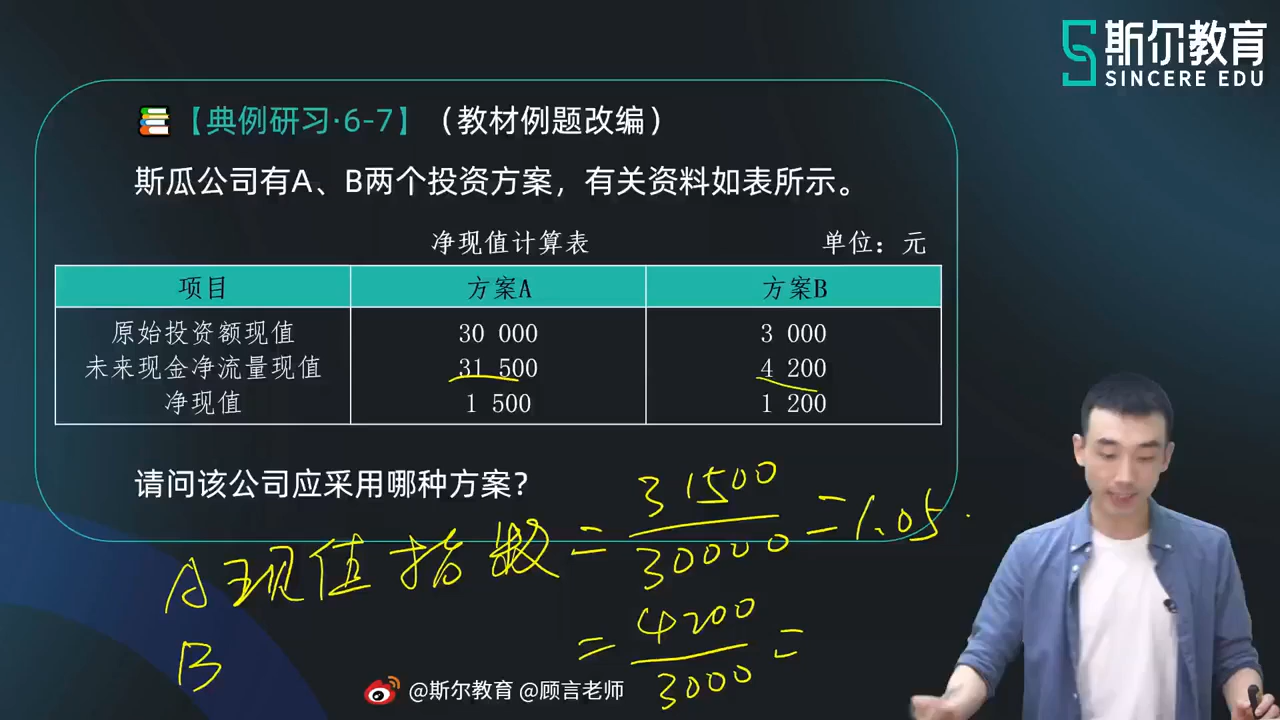 斯尔教育
SINCERE EDU
【典例研习·6-7】（教材例题改编）
斯瓜公司有A、B两个投资方案，有关资料如表所示。
净现值计算表 单位：元
项目 方案A 方案B
原始投资额现值 30 000 3 000
未来现金净流量现值 31 500 4 200
净现值 1 500 1 200
请问该公司应采用哪种方案？
A现值指数 = 31500/30000 = 1.05.
B = 4200/3000 =
@斯尔教育 @顾言老师